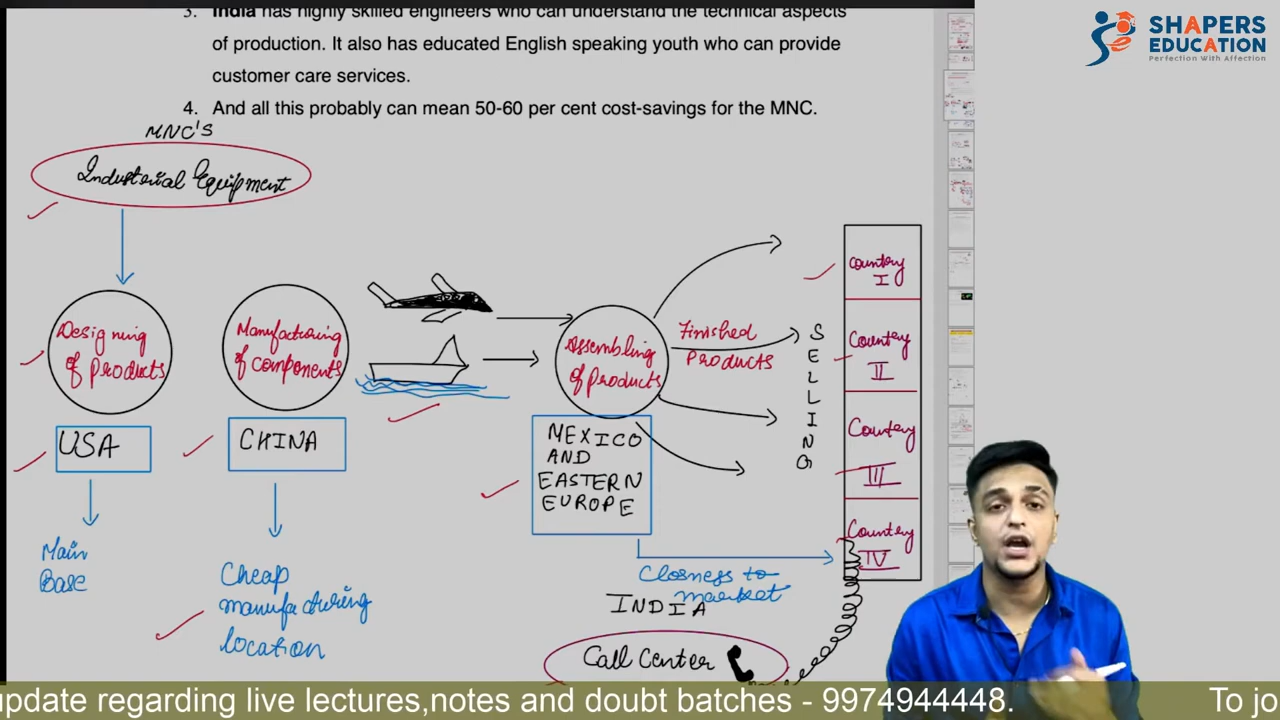 3. India has highly skilled engineers who can understand the technical aspects
of production. It also has educated English speaking youth who can provide
customer care services.
4. And all this probably can mean 50-60 per cent cost-savings for the MNC.
SHAPERS
EDUCATION
Perfection With Affection
MNC'S
Industerial Equipment
Designing
of products
USA
Main
Base
Manufactiring
of components
CHINA
Cheap
manufacturing
location
Assembling
of products
MEXICO
AND
EASTERN
EUROPE
Finished
Products
SELLING
Country
I
Country
II
Country
III
Country
IV
Closness to
market
INDIA
Call Center
update regarding live lectures,notes and doubt batches - 9974944448. To jo